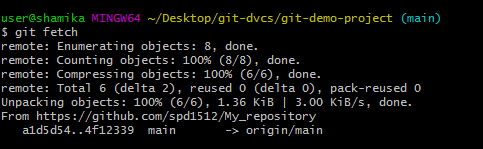 user@shamika MINGW64 ~/Desktop/git-dvcs/git-demo-project (main)
$ git fetch
remote: Enumerating objects: 8, done.
remote: Counting objects: 100% (8/8), done.
remote: Compressing objects: 100% (6/6), done.
remote: Total 6 (delta 2), reused 0 (delta 0), pack-reused 0
Unpacking objects: 100% (6/6), 1.36 KiB | 3.00 KiB/s, done.
From https://github.com/spd1512/My_repository
   a1d5d54..4f12339  main       -> origin/main